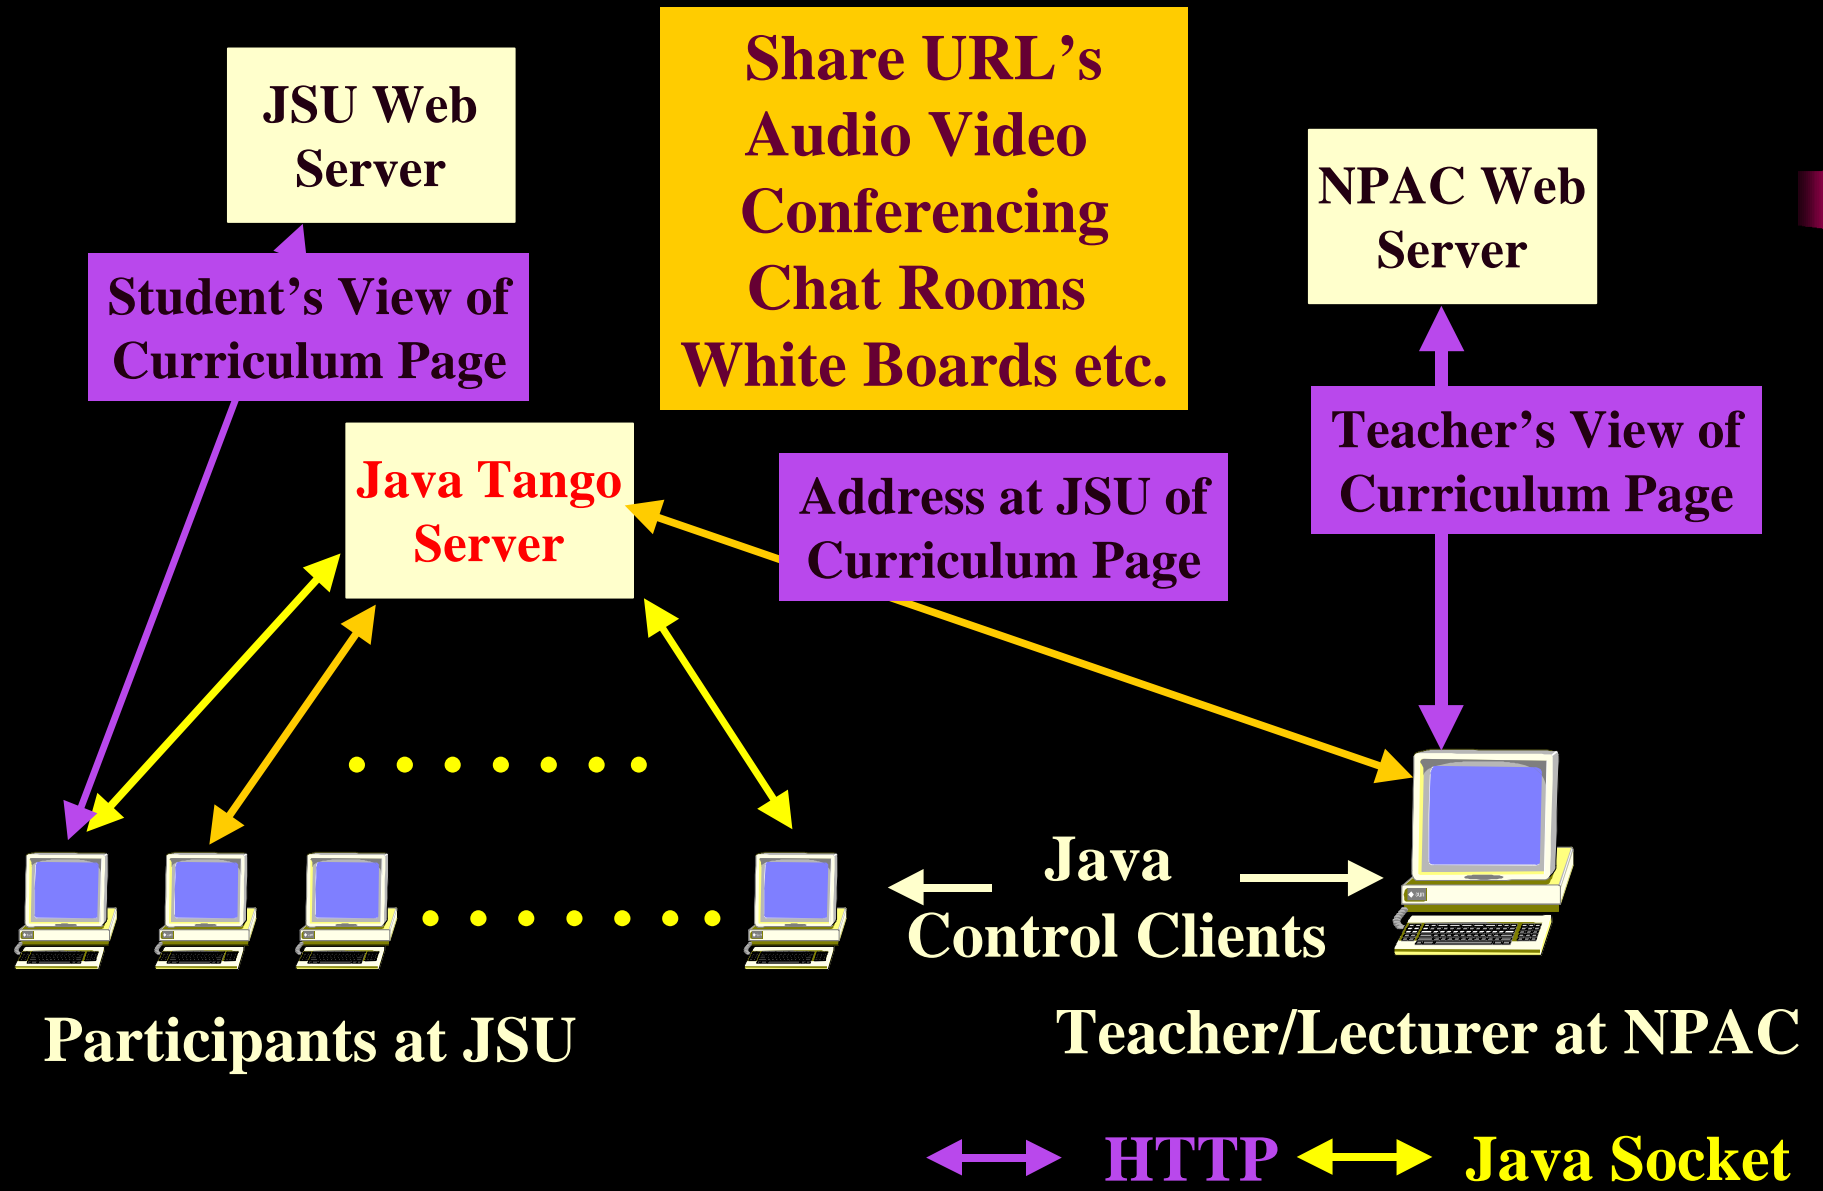 JSU Web
Server
Share URL’s
Audio Video
Conferencing
Chat Rooms
White Boards etc.
NPAC Web
Server
Student’s View of
Curriculum Page
Teacher’s View of
Curriculum Page
Java Tango
Server
Address at JSU of
Curriculum Page
Java
Control Clients
Participants at JSU
Teacher/Lecturer at NPAC
HTTP
Java Socket